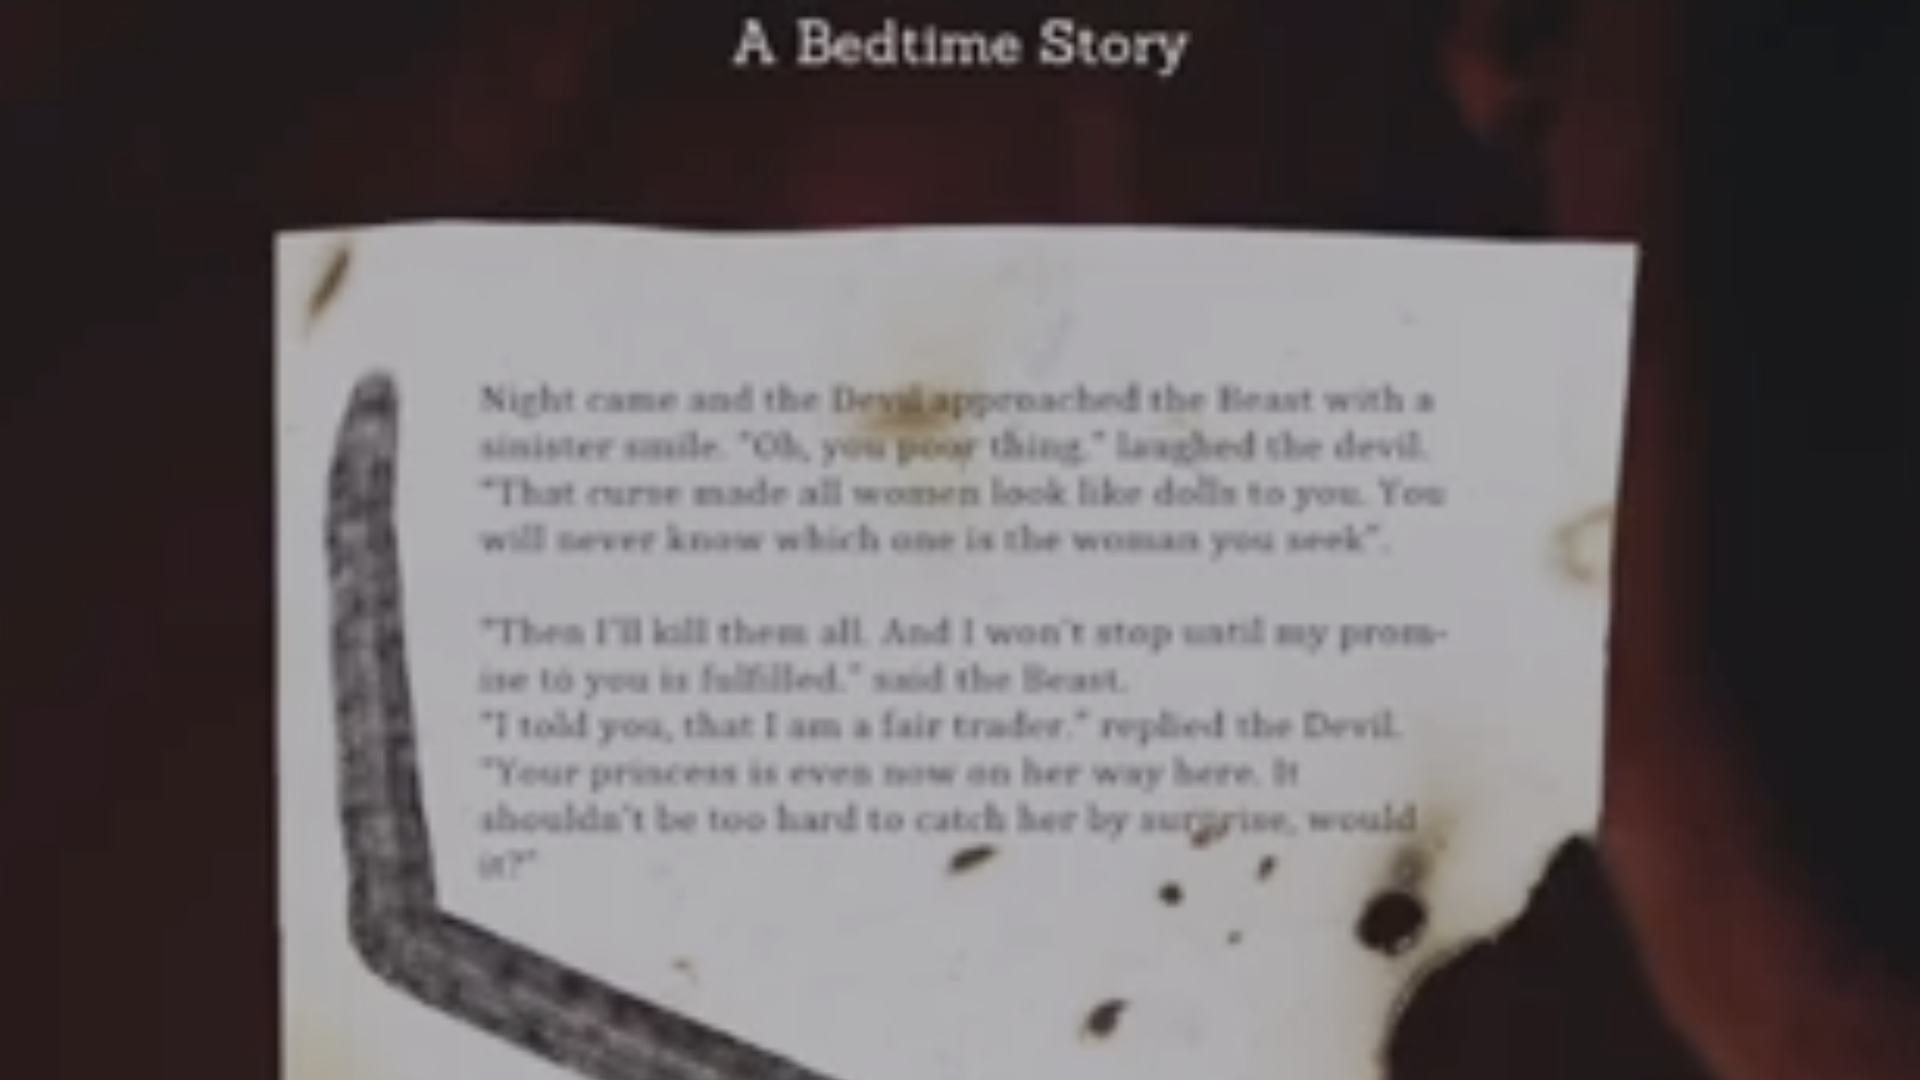 A Bedtime Story
Night came and the Devil approached the Beast with a
sinister smile. "Oh, you poor thing." laughed the devil.
"That curse made all women look like dolls to you. You
will never know which one is the woman you seek".
"Then I'll kill them all. And I won't stop until my prom-
ise to you is fulfilled." said the Beast.
"I told you, that I am a fair trader." replied the Devil.
"Your princess is even now on her way here. It
shouldn't be too hard to catch her by surprise, would
it?"